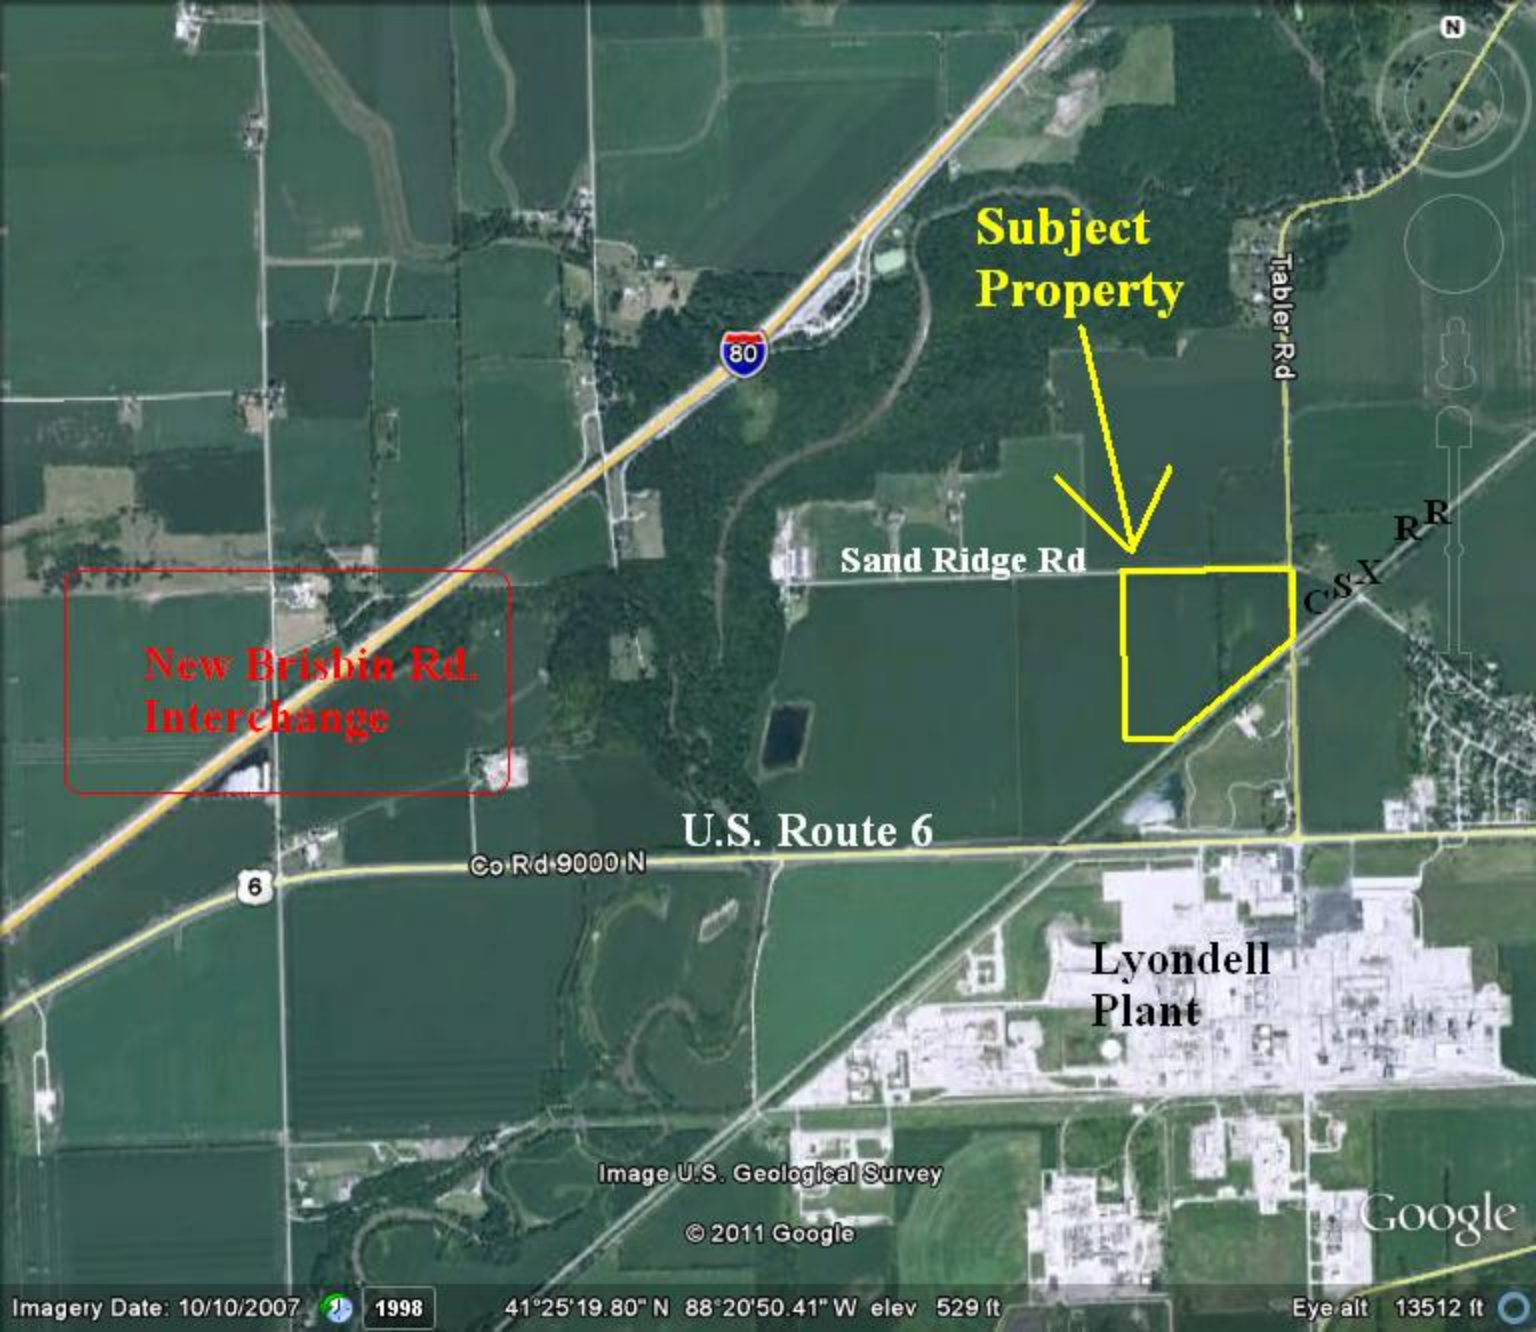 N
Subject
Property
Tabler Rd
80
Sand Ridge Rd
CSX RR
New Brisbin Rd.
Interchange
U.S. Route 6
Co Rd 9000 N
6
Lyondell
Plant
Image U.S. Geological Survey
© 2011 Google
Google
Imagery Date: 10/10/2007 1998 41°25'19.80" N 88°20'50.41" W elev 529 ft Eye alt 13512 ft